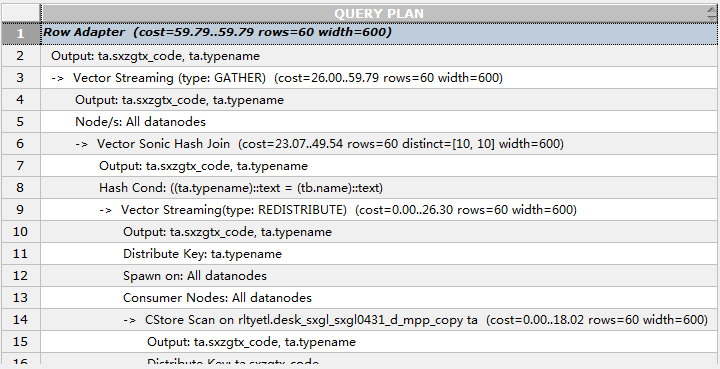 QUERY PLAN
1 Row Adapter (cost=59.79..59.79 rows=60 width=600)
2 Output: ta.sxzgtx_code, ta.typename
3 -> Vector Streaming (type: GATHER) (cost=26.00..59.79 rows=60 width=600)
4 Output: ta.sxzgtx_code, ta.typename
5 Node/s: All datanodes
6 -> Vector Sonic Hash Join (cost=23.07..49.54 rows=60 distinct=[10, 10] width=600)
7 Output: ta.sxzgtx_code, ta.typename
8 Hash Cond: ((ta.typename)::text = (tb.name)::text)
9 -> Vector Streaming(type: REDISTRIBUTE) (cost=0.00..26.30 rows=60 width=600)
10 Output: ta.sxzgtx_code, ta.typename
11 Distribute Key: ta.typename
12 Spawn on: All datanodes
13 Consumer Nodes: All datanodes
14 -> CStore Scan on rltyetl.desk_sxgl_sxgl0431_d_mpp_copy ta (cost=0.00..18.02 rows=60 width=600)
15 Output: ta.sxzgtx_code, ta.typename
16 Distribute Key: ta.sxzgtx_code